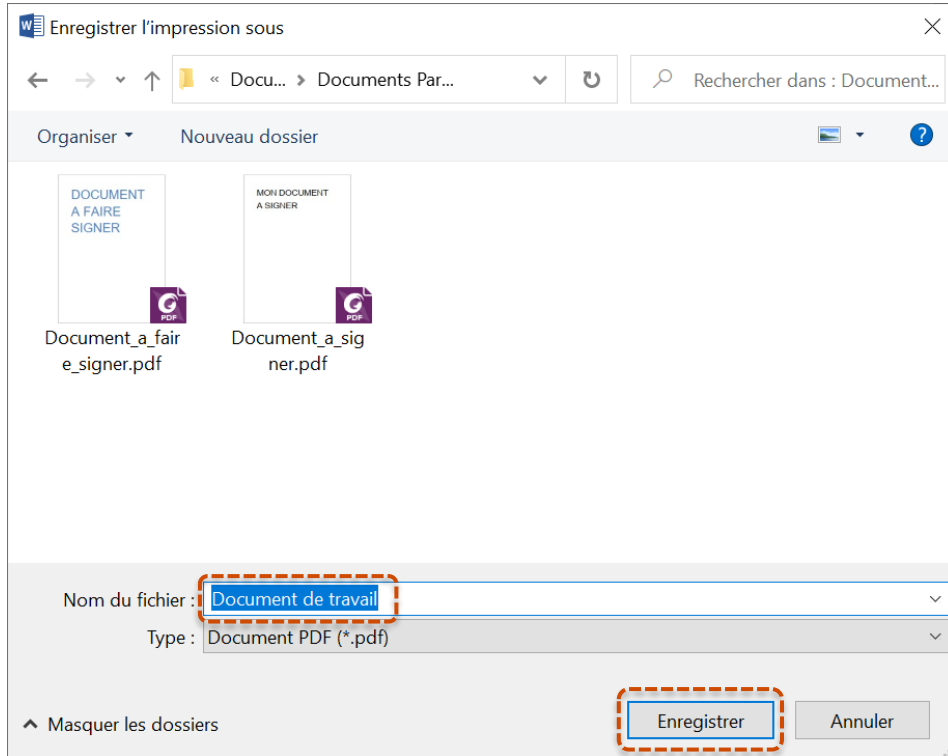 Enregistrer l'impression sous
« Docu... > Documents Par...
Rechercher dans : Document...
Organiser
Nouveau dossier
?
DOCUMENT
A FAIRE
SIGNER
PDF
Document_a_fair
e_signer.pdf
MON DOCUMENT
A SIGNER
PDF
Document_a_sig
ner.pdf
Nom du fichier : Document de travail
Type : Document PDF (*.pdf)
Masquer les dossiers
Enregistrer
Annuler